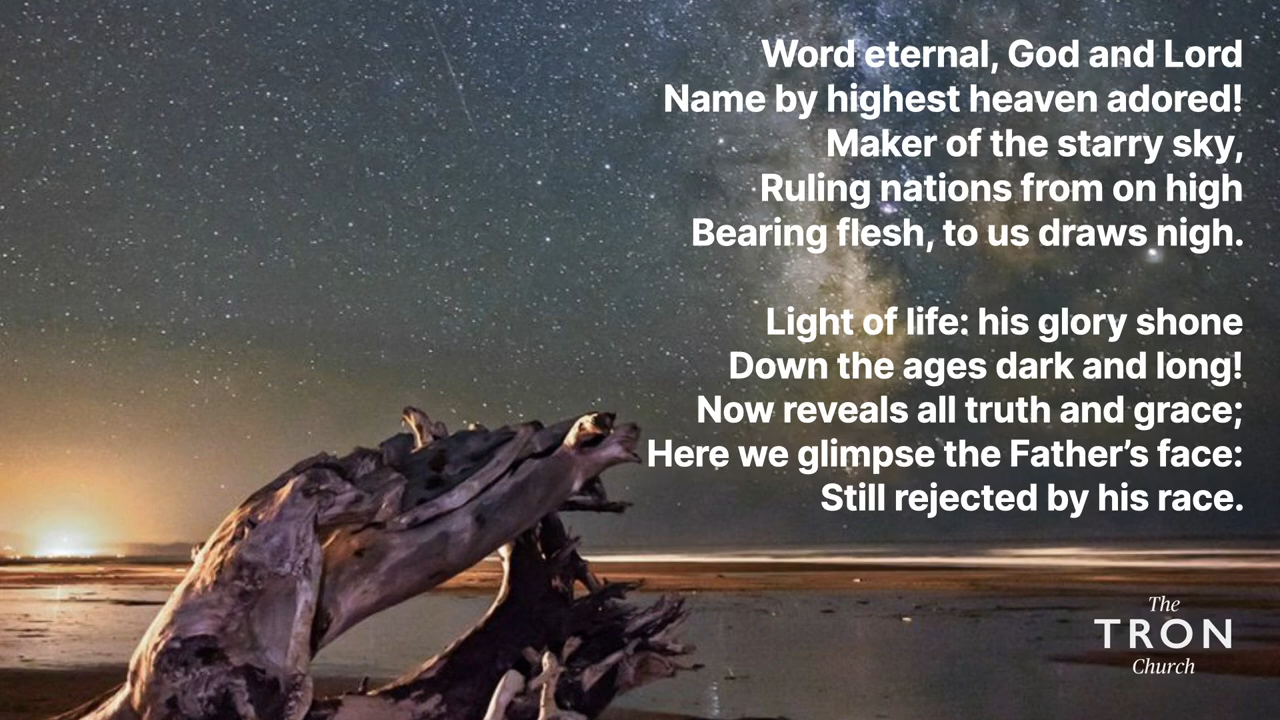 Word eternal, God and Lord
Name by highest heaven adored!
Maker of the starry sky,
Ruling nations from on high
Bearing flesh, to us draws nigh.
Light of life: his glory shone
Down the ages dark and long!
Now reveals all truth and grace;
Here we glimpse the Father’s face:
Still rejected by his race.
The
TRON
Church